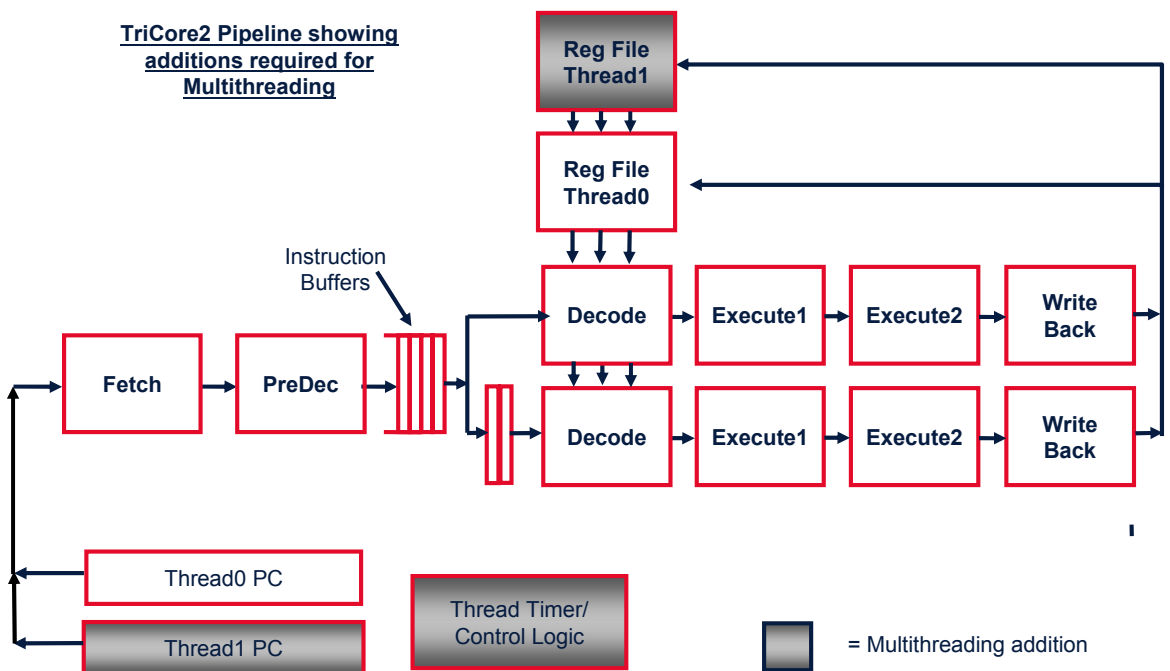 TriCore2 Pipeline showing
additions required for
Multithreading
Reg File
Thread1
Reg File
Thread0
Instruction
Buffers
Decode
Execute1
Execute2
Write
Back
Fetch
PreDec
Decode
Execute1
Execute2
Write
Back
Thread0 PC
Thread1 PC
Thread Timer/
Control Logic
= Multithreading addition